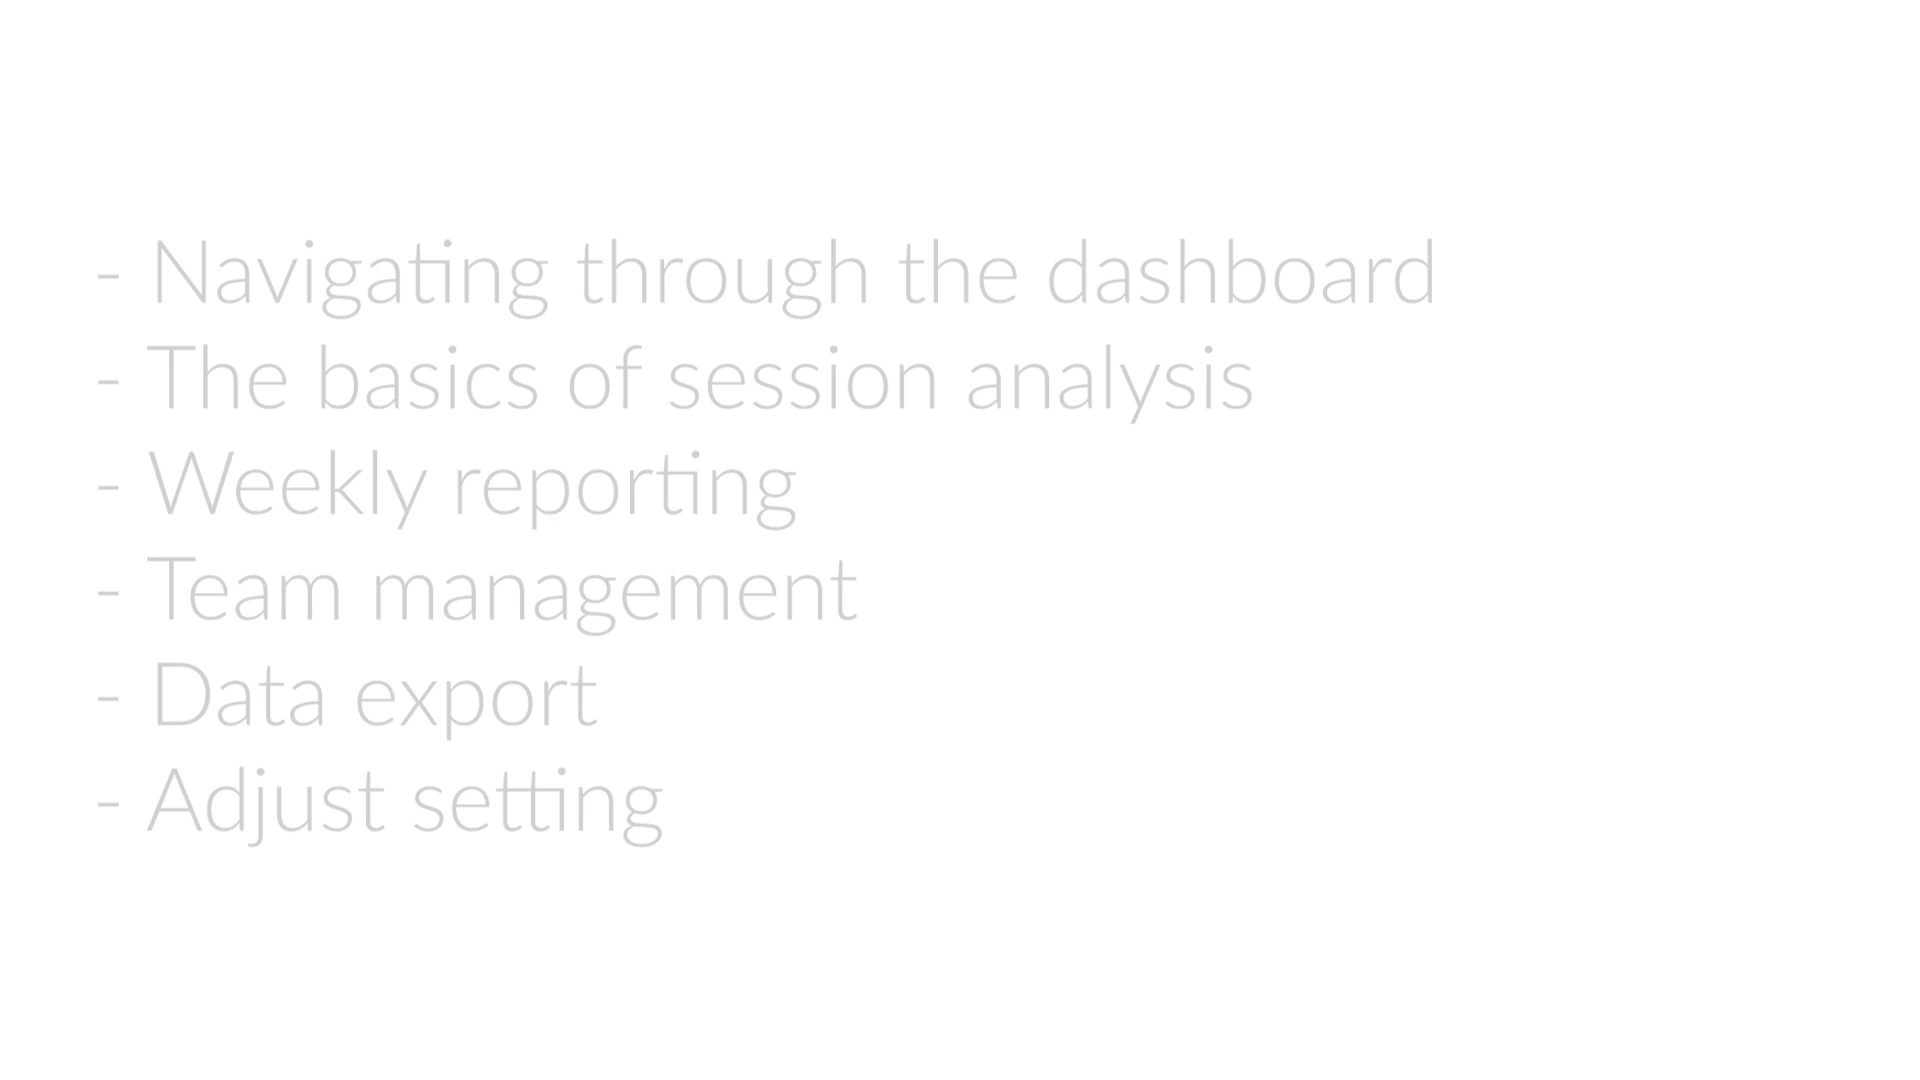 - Navigating through the dashboard
- The basics of session analysis
- Weekly reporting
- Team management
- Data export
- Adjust setting